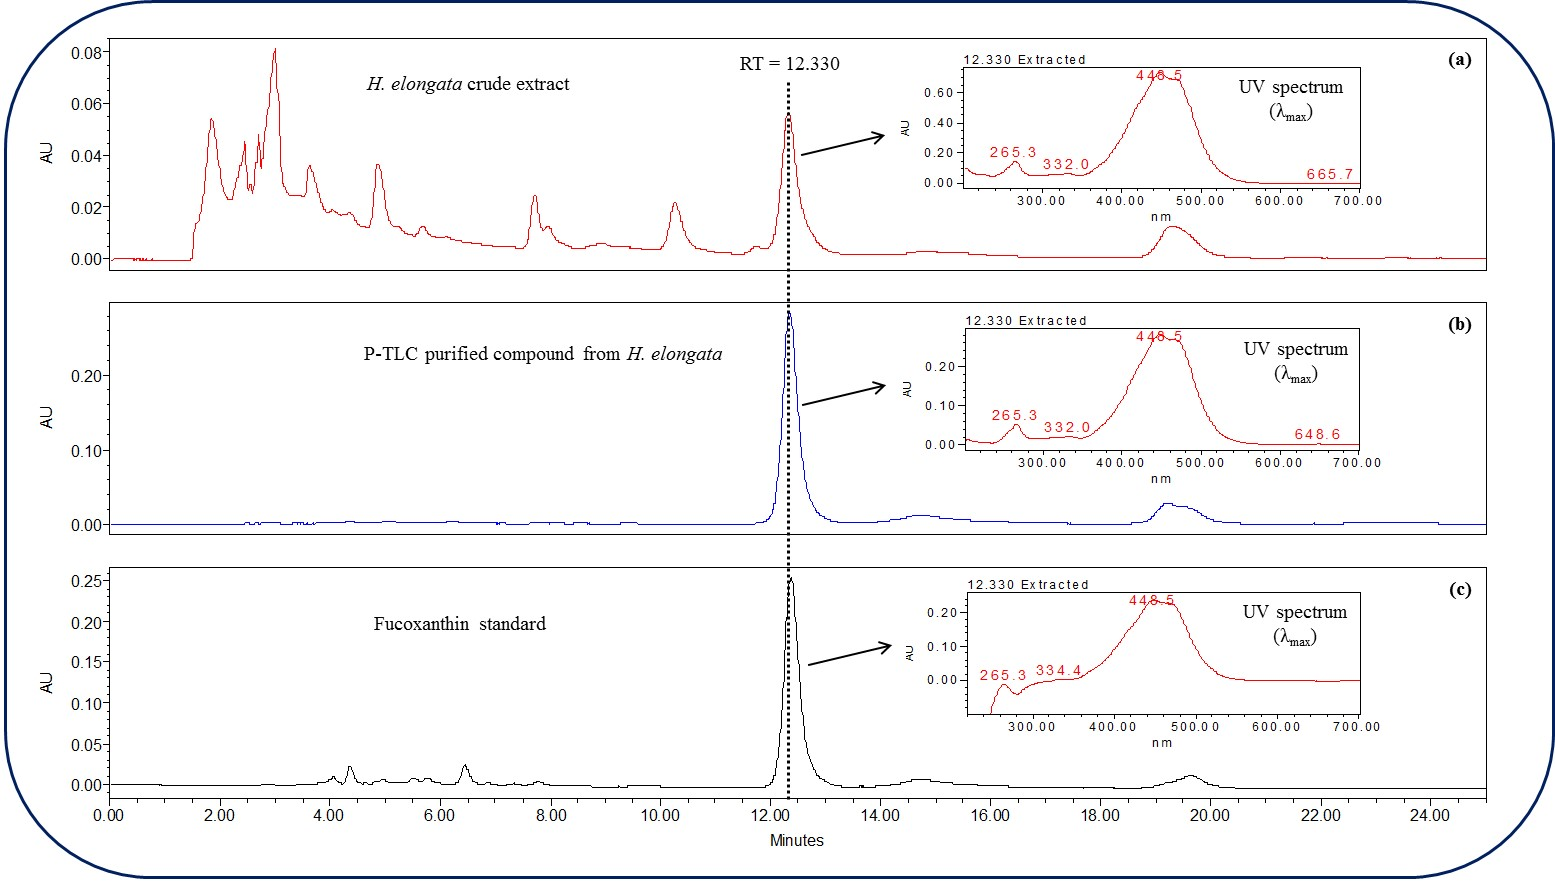 (a)
H. elongata crude extract
RT = 12.330
12.330 Extracted
448.5
265.3
332.0
665.7
UV spectrum
(λmax)
AU
0.60
0.40
0.20
0.00
300.00 400.00 500.00 600.00 700.00
nm
AU
0.08
0.06
0.04
0.02
0.00
(b)
P-TLC purified compound from H. elongata
12.330 Extracted
448.5
265.3
332.0
648.6
UV spectrum
(λmax)
AU
0.20
0.10
0.00
300.00 400.00 500.00 600.00 700.00
nm
AU
0.20
0.10
0.00
(c)
Fucoxanthin standard
12.330 Extracted
448.5
265.3
334.4
UV spectrum
(λmax)
AU
0.20
0.10
0.00
300.00 400.00 500.00 600.00 700.00
nm
AU
0.25
0.20
0.15
0.10
0.05
0.00
0.00 2.00 4.00 6.00 8.00 10.00 12.00 14.00 16.00 18.00 20.00 22.00 24.00
Minutes